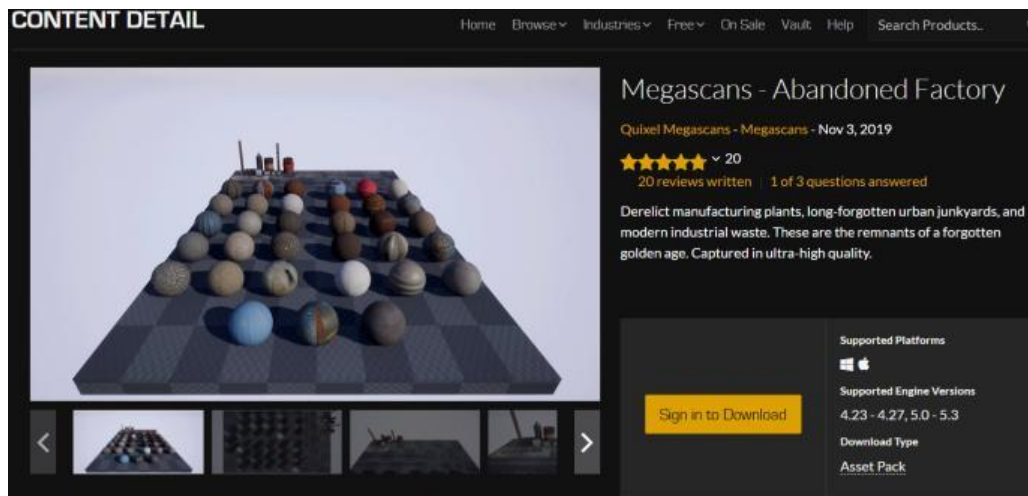 CONTENT DETAIL
Home Browse Industries Free On Sale Vault Help Search Products..
Megascans - Abandoned Factory
Quixel Megascans - Megascans - Nov 3, 2019
20
20 reviews written | 1 of 3 questions answered
Derelict manufacturing plants, long-forgotten urban junkyards, and
modern industrial waste. These are the remnants of a forgotten
golden age. Captured in ultra-high quality.
Supported Platforms
Sign in to Download
Supported Engine Versions
4.23 - 4.27, 5.0 - 5.3
Download Type
Asset Pack